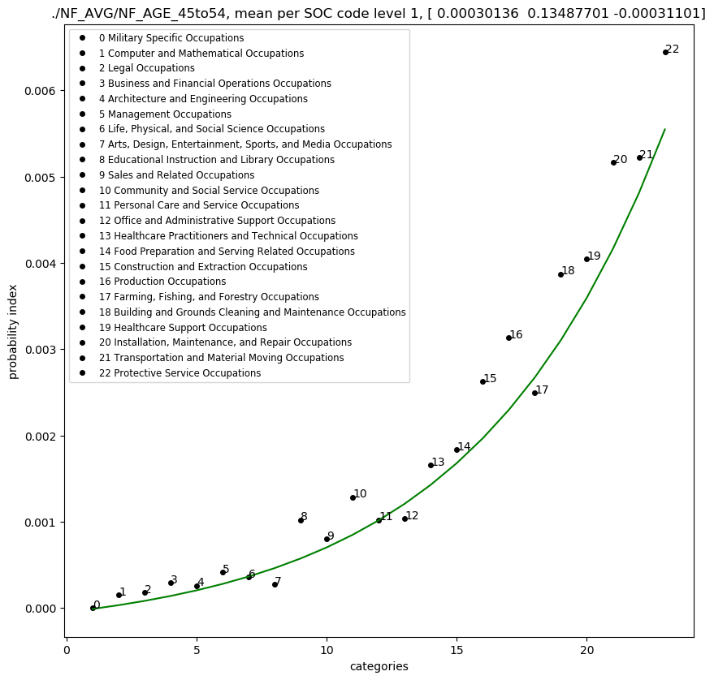 ./NF_AVG/NF_AGE_45to54, mean per SOC code level 1, [ 0.00030136  0.13487701 -0.00031101]
0 Military Specific Occupations
1 Computer and Mathematical Occupations
2 Legal Occupations
3 Business and Financial Operations Occupations
4 Architecture and Engineering Occupations
5 Management Occupations
6 Life, Physical, and Social Science Occupations
7 Arts, Design, Entertainment, Sports, and Media Occupations
8 Educational Instruction and Library Occupations
9 Sales and Related Occupations
10 Community and Social Service Occupations
11 Personal Care and Service Occupations
12 Office and Administrative Support Occupations
13 Healthcare Practitioners and Technical Occupations
14 Food Preparation and Serving Related Occupations
15 Construction and Extraction Occupations
16 Production Occupations
17 Farming, Fishing, and Forestry Occupations
18 Building and Grounds Cleaning and Maintenance Occupations
19 Healthcare Support Occupations
20 Installation, Maintenance, and Repair Occupations
21 Transportation and Material Moving Occupations
22 Protective Service Occupations
probability index
0.006
0.005
0.004
0.003
0.002
0.001
0.000
0
1
2
3
4
5
6
7
8
9
10
11
12
13
14
15
16
17
18
19
20
21
22
0
5
10
15
20
categories